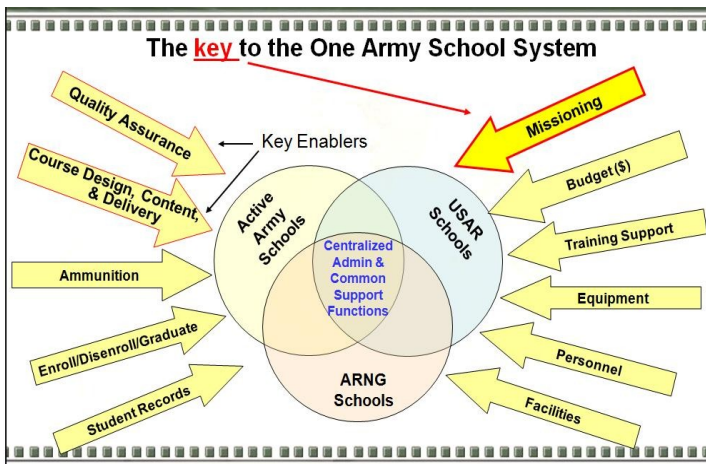 The key to the One Army School System
Quality Assurance
Key Enablers
Course Design, Content,
& Delivery
Ammunition
Enroll/Disenroll/Graduate
Student Records
Active
Army
Schools
Centralized
Admin &
Common
Support
Functions
USAR
Schools
ARNG
Schools
Missioning
Budget ($)
Training Support
Equipment
Personnel
Facilities